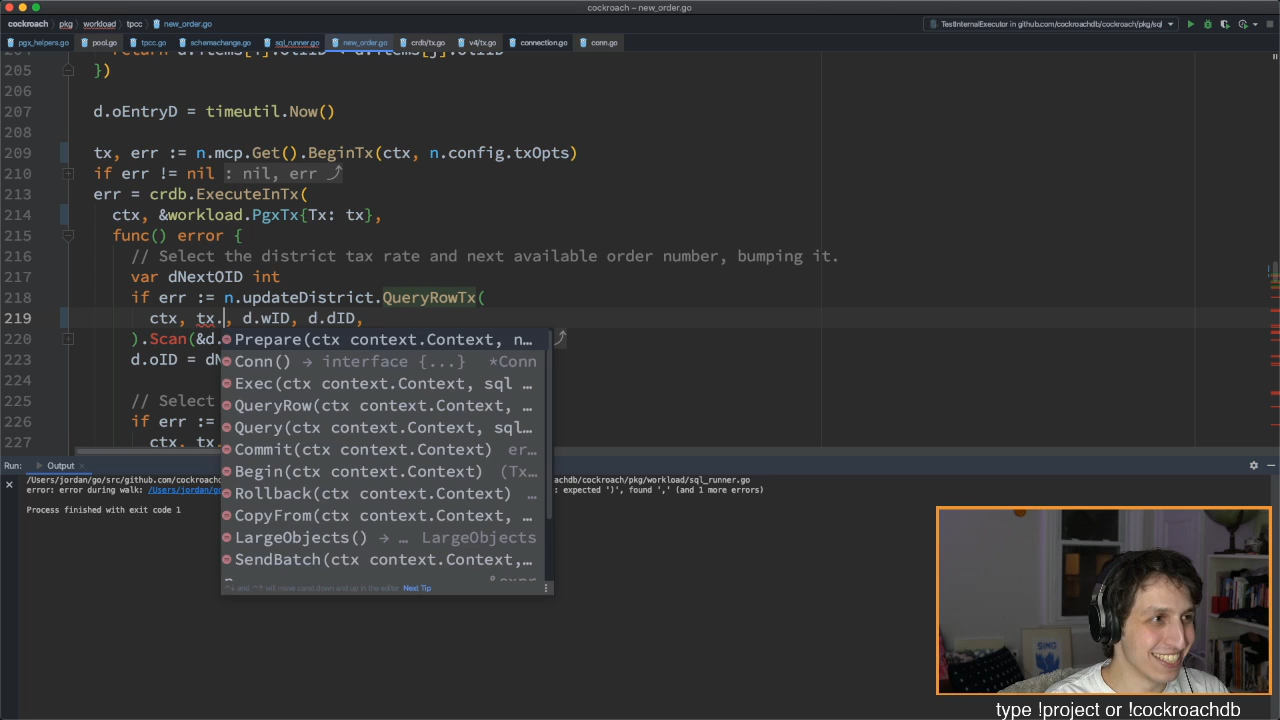 cockroach – new_order.go
cockroach pkg workload tpcc new_order.go TestInternalExecutor in github.com/cockroachdb/cockroach/pkg/sql
pgx_helpers.go pool.go tpcc.go schemachange.go sql_runner.go new_order.go crdb/tx.go v4/tx.go connection.go conn.go
205 })
206
207 d.oEntryD = timeutil.Now()
208
209 tx, err := n.mcp.Get().BeginTx(ctx, n.config.txOpts)
210 if err != nil : nil, err
213 err = crdb.ExecuteInTx(
214 ctx, &workload.PgxTx{Tx: tx},
215 func() error {
216 // Select the district tax rate and next available order number, bumping it.
217 var dNextOID int
218 if err := n.updateDistrict.QueryRowTx(
219 ctx, tx., d.wID, d.dID,
220 ).Scan(&d.
223 d.oID = dN
224
225 // Select
226 if err :=
227 ctx, tx.
Prepare(ctx context.Context, n…
Conn() → interface {...} *Conn
Exec(ctx context.Context, sql …
QueryRow(ctx context.Context, …
Query(ctx context.Context, sql…
Commit(ctx context.Context) er…
Begin(ctx context.Context) (Tx…
Rollback(ctx context.Context) …
CopyFrom(ctx context.Context, …
LargeObjects() → … LargeObjects
SendBatch(ctx context.Context,…
^↓ and ^↑ will move caret down and up in the editor Next Tip
Run: Output
/Users/jordan/go/src/github.com/cockroachd
achdb/cockroach/pkg/workload/sql_runner.go
error: error during walk: /Users/jordan/go
: expected ')', found ',' (and 1 more errors)
Process finished with exit code 1
SING
type !project or !cockroachdb